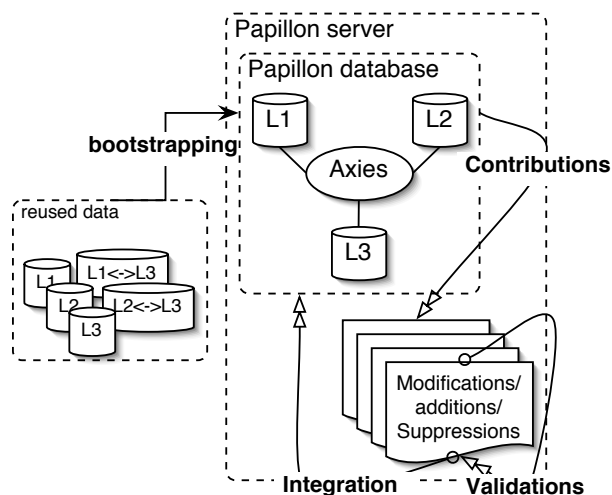 Papillon server
Papillon database
L1
L2
bootstrapping
Axies
Contributions
reused data
L3
L1
L1<->L3
L2
L2<->L3
L3
Modifications/
additions/
Suppressions
Integration
Validations